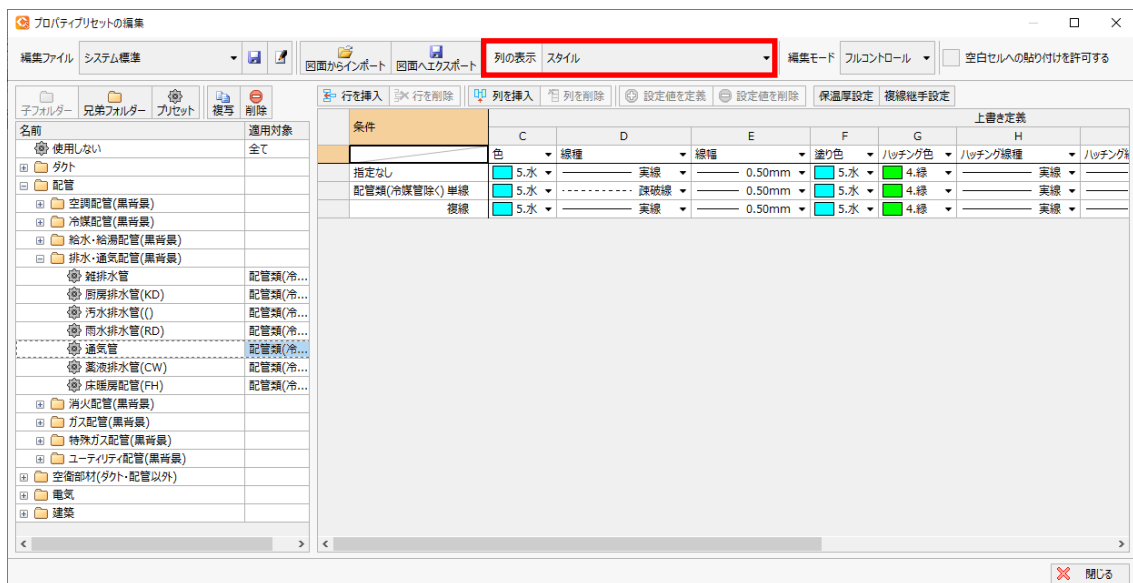 プロパティプリセットの編集
編集ファイル システム標準 図面からインポート 図面へエクスポート 列の表示 スタイル 編集モード フルコントロール 空白セルへの貼り付けを許可する
子フォルダー 兄弟フォルダー プリセット 複写 削除
行を挿入 行を削除 列を挿入 列を削除 設定値を定義 設定値を削除 保温厚設定 複線継手設定
名前 適用対象
条件 上書き定義
C D E F G H
色 線種 線幅 塗り色 ハッチング色 ハッチング線種
指定なし 5.水 実線 0.50mm 5.水 4.緑 実線
配管類(冷媒管除く) 単線 5.水 疎破線 0.50mm 5.水 4.緑 実線
複線 5.水 実線 0.50mm 5.水 4.緑 実線
使用しない 全て
ダクト
配管
空調配管(黒背景)
冷媒配管(黒背景)
給水・給湯配管(黒背景)
排水・通気配管(黒背景)
雑排水管 配管類(冷...
厨房排水管(KD) 配管類(冷...
汚水排水管(() 配管類(冷...
雨水排水管(RD) 配管類(冷...
通気管 配管類(冷...
薬液排水管(CW) 配管類(冷...
床暖房配管(FH) 配管類(冷...
消火配管(黒背景)
ガス配管(黒背景)
特殊ガス配管(黒背景)
ユーティリティ配管(黒背景)
空衛部材(ダクト・配管以外)
電気
建築
閉じる